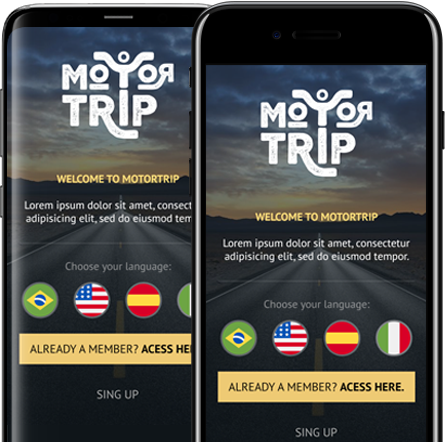 MOTOR
TRIP
WELCOME TO MOTORTRIP
Lorem ipsum dolor sit amet, consect
adipisicing elit, sed do eiusmod tem
Choose your language:
ALREADY A MEMBER? ACESS HE
SING UP
MOTOR
TRIP
WELCOME TO MOTORTRIP
Lorem ipsum dolor sit amet, consectetur
adipisicing elit, sed do eiusmod tempor.
Choose your language:
ALREADY A MEMBER? ACESS HERE.
SING UP